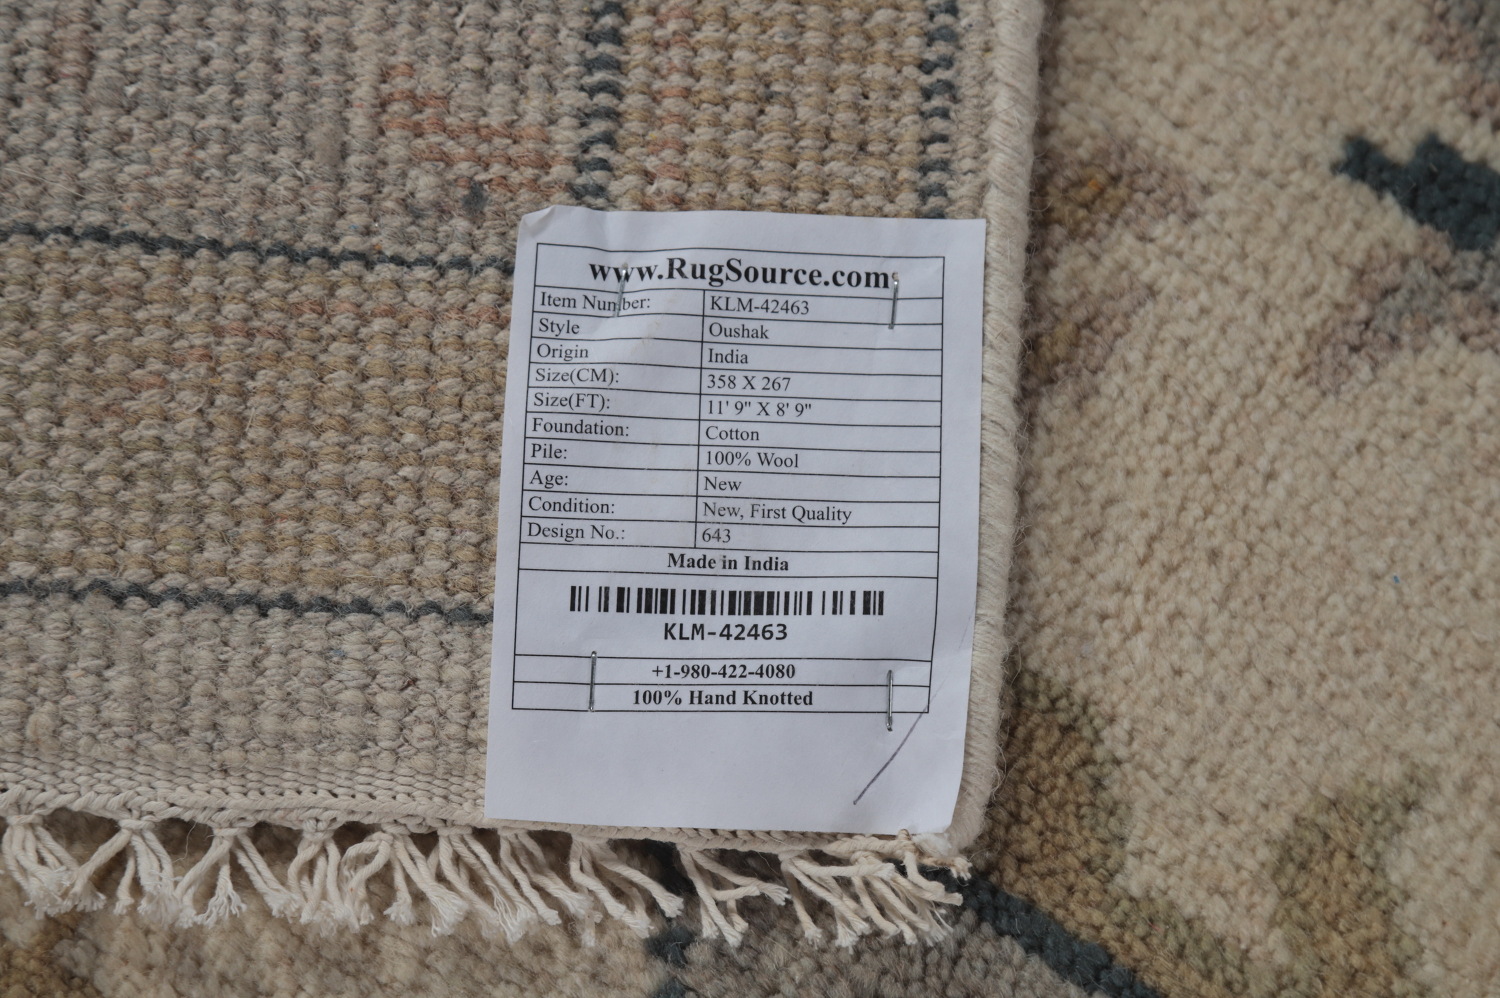 www.RugSource.com
Item Number: KLM-42463
Style Oushak
Origin India
Size(CM): 358 X 267
Size(FT): 11' 9" X 8' 9"
Foundation: Cotton
Pile: 100% Wool
Age: New
Condition: New, First Quality
Design No.: 643
Made in India
KLM-42463
+1-980-422-4080
100% Hand Knotted